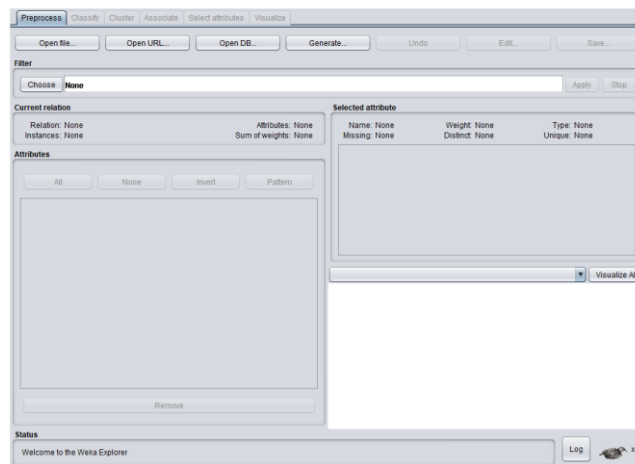 Preprocess Classify Cluster Associate Select attributes Visualize
Open file... Open URL... Open DB... Generate... Undo Edit... Save...
Filter
Choose None Apply Stop
Current relation
Relation: None Attributes: None
Instances: None Sum of weights: None
Selected attribute
Name: None Weight: None Type: None
Missing: None Distinct: None Unique: None
Attributes
All None Invert Pattern
Visualize Al
Remove
Status
Welcome to the Weka Explorer
Log x